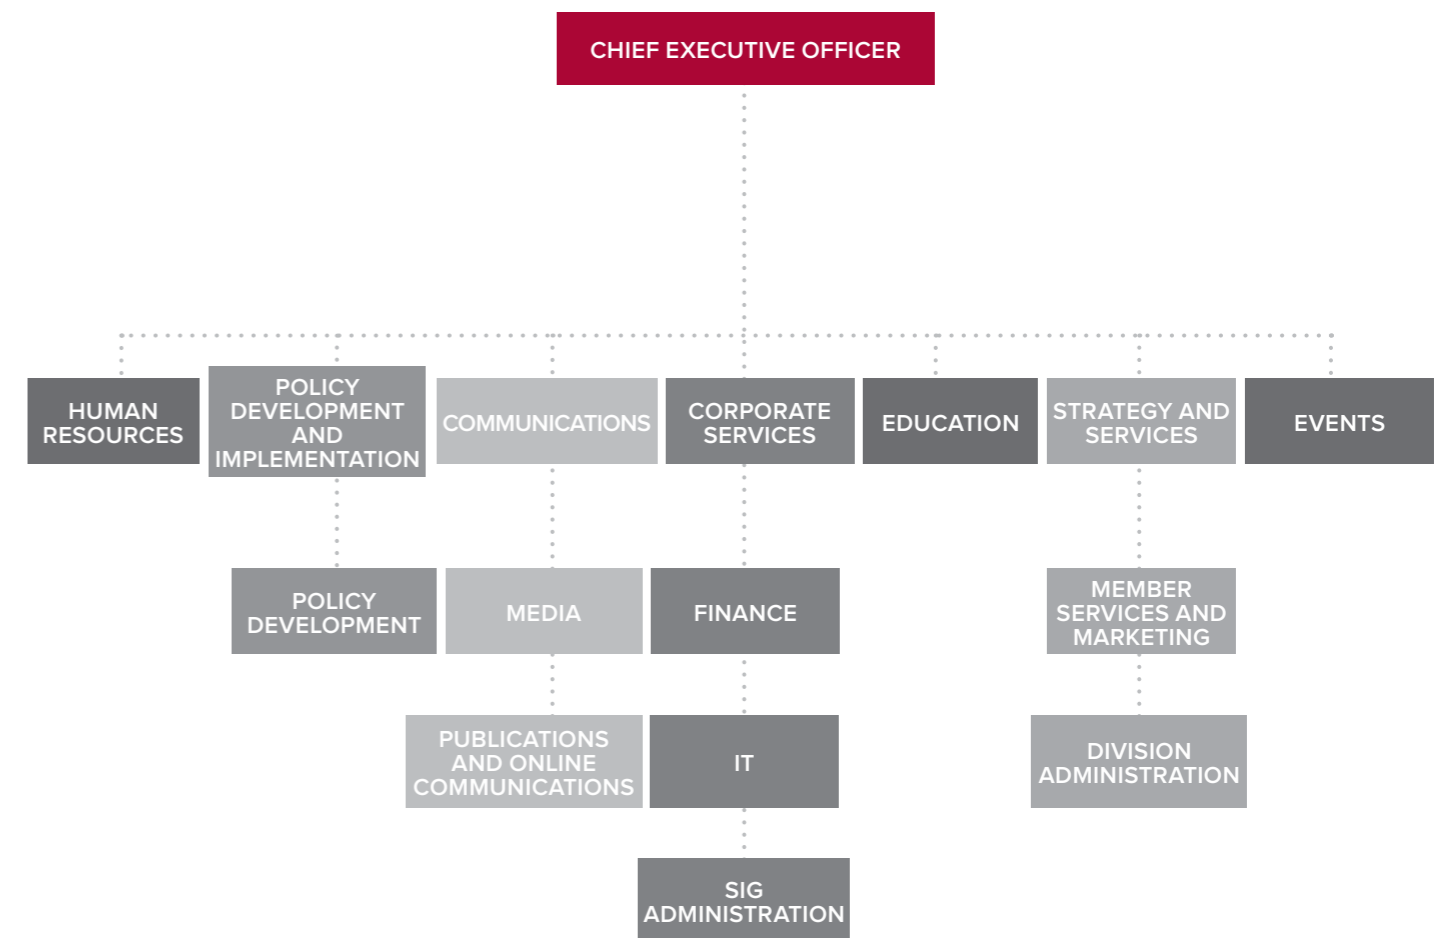 CHIEF EXECUTIVE OFFICER
HUMAN
RESOURCES
POLICY
DEVELOPMENT
AND
IMPLEMENTATION
COMMUNICATIONS
CORPORATE
SERVICES
EDUCATION
STRATEGY AND
SERVICES
EVENTS
POLICY
DEVELOPMENT
MEDIA
FINANCE
MEMBER
SERVICES AND
MARKETING
PUBLICATIONS
AND ONLINE
COMMUNICATIONS
IT
DIVISION
ADMINISTRATION
SIG
ADMINISTRATION